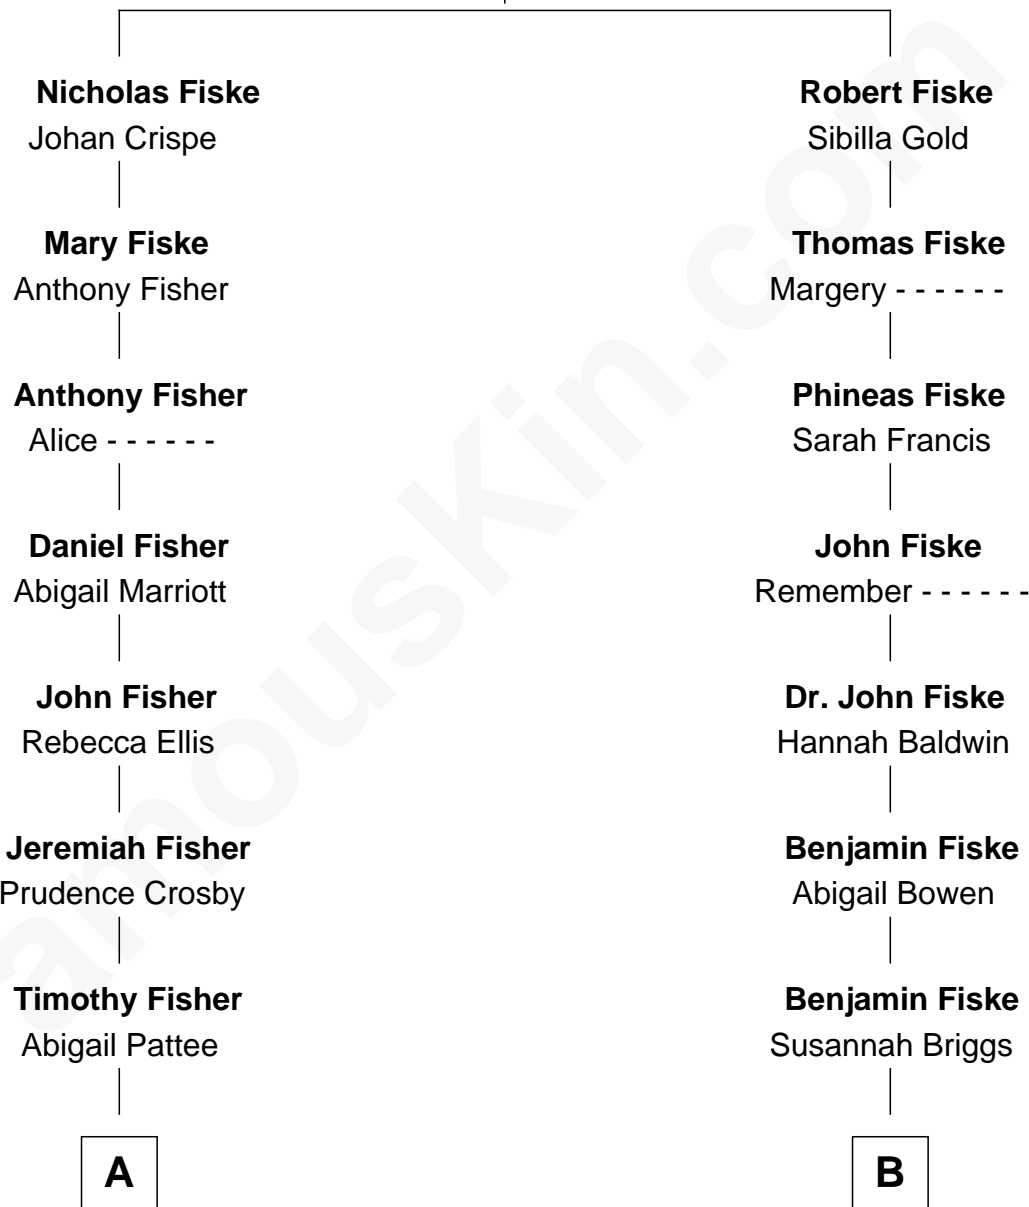 Nicholas Fiske
Johan Crispe
Mary Fiske
Anthony Fisher
Anthony Fisher
Alice - - - - - -
Daniel Fisher
Abigail Marriott
John Fisher
Rebecca Ellis
Jeremiah Fisher
Prudence Crosby
Timothy Fisher
Abigail Pattee
A
Robert Fiske
Sibilla Gold
Thomas Fiske
Margery - - - - - -
Phineas Fiske
Sarah Francis
John Fiske
Remember - - - - - -
Dr. John Fiske
Hannah Baldwin
Benjamin Fiske
Abigail Bowen
Benjamin Fiske
Susannah Briggs
B
amouskin.com